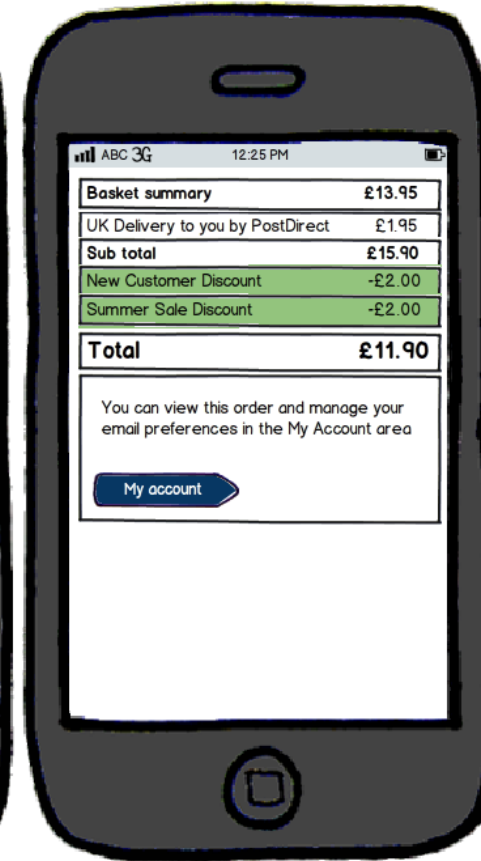 ABC 3G 12:25 PM
Basket summary £13.95
UK Delivery to you by PostDirect £1.95
Sub total £15.90
New Customer Discount -£2.00
Summer Sale Discount -£2.00
Total £11.90
You can view this order and manage your
email preferences in the My Account area
My account